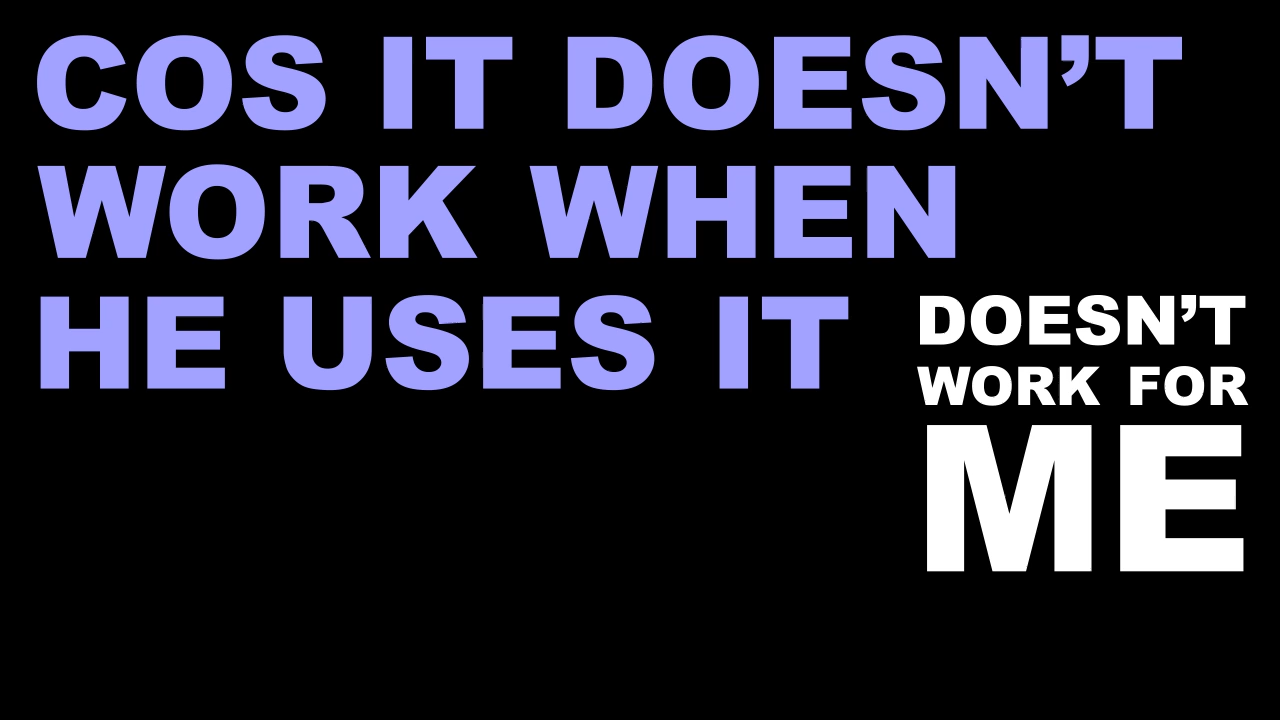 COS IT DOESN’T
WORK WHEN
HE USES IT
DOESN’T
WORK FOR
ME